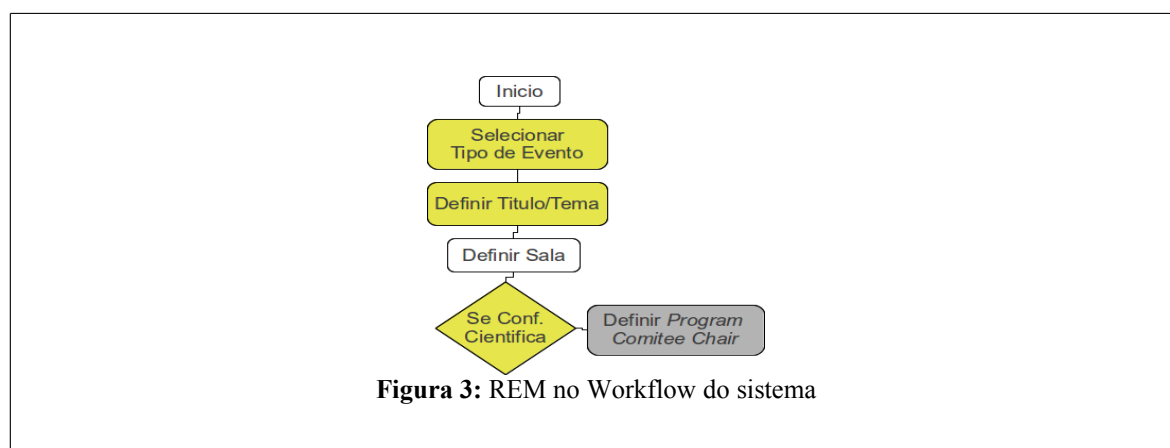 Inicio
Selecionar
Tipo de Evento
Definir Titulo/Tema
Definir Sala
Se Conf.
Cientifica
Definir Program
Comitee Chair
Figura 3: REM no Workflow do sistema